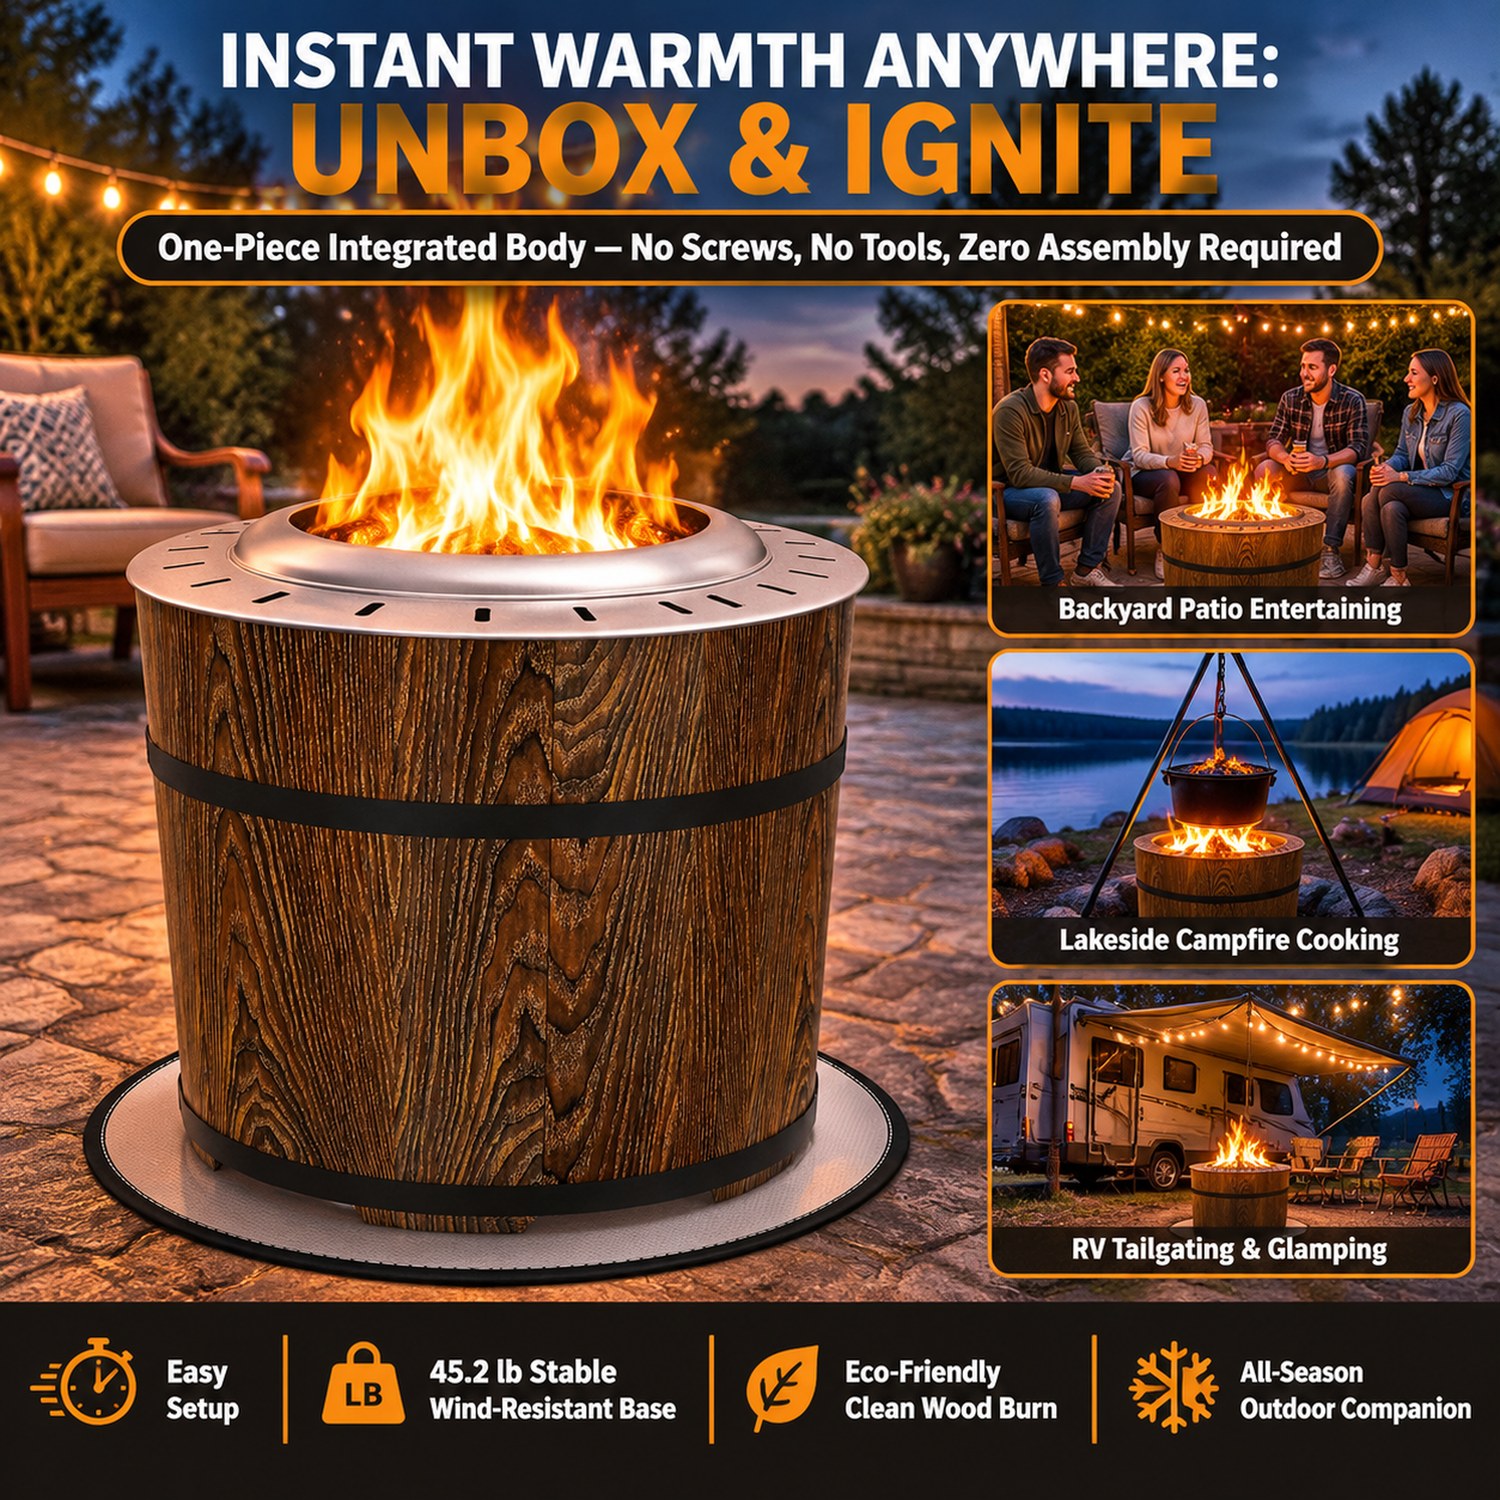 INSTANT WARMTH ANYWHERE:
UNBOX & IGNITE
One-Piece Integrated Body — No Screws, No Tools, Zero Assembly Required
Backyard Patio Entertaining
Lakeside Campfire Cooking
RV Tailgating & Glamping
Easy
Setup
LB
45.2 lb Stable
Wind-Resistant Base
Eco-Friendly
Clean Wood Burn
All-Season
Outdoor Companion